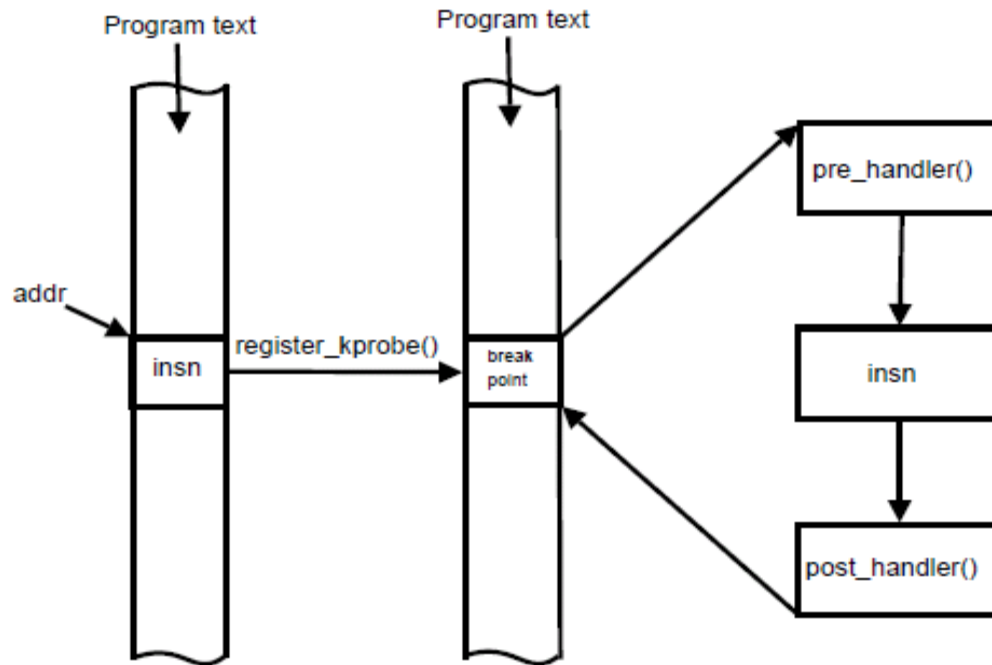 Program text
Program text
pre_handler()
addr
insn
register_kprobe()
break
point
insn
post_handler()